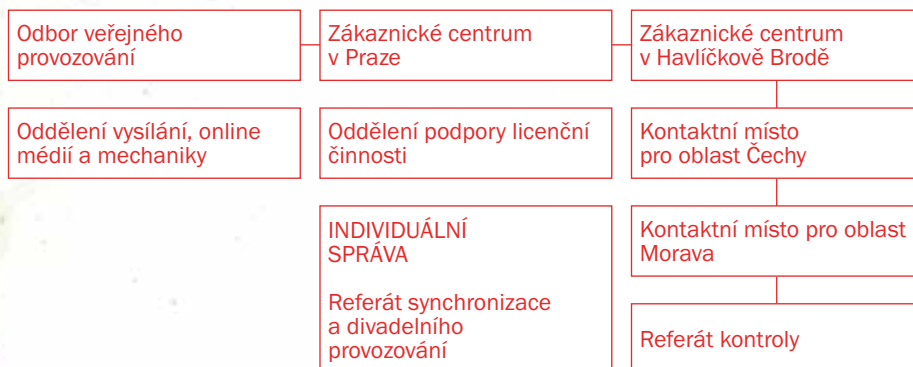 Odbor veřejného
provozování
Zákaznické centrum
v Praze
Zákaznické centrum
v Havlíčkově Brodě
Oddělení vysílání, online
médií a mechaniky
Oddělení podpory licenční
činnosti
Kontaktní místo
pro oblast Čechy
INDIVIDUÁLNÍ
SPRÁVA
Referát synchronizace
a divadelního
provozování
Kontaktní místo pro oblast
Morava
Referát kontroly